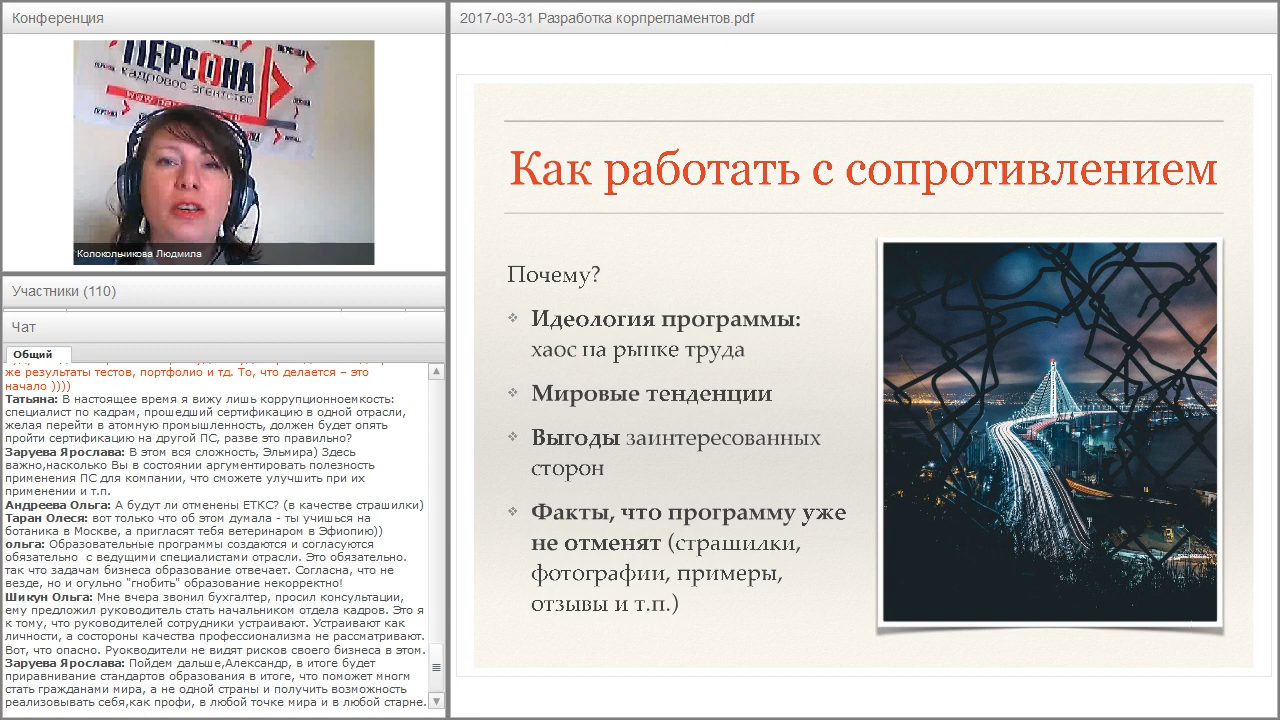 Конференция
ПЕРСОНА
кадровое агентство
Колокольчикова Людмила
Участники (110)
Чат
Общий
же результаты тестов, портфолио и тд. То, что делается – это
начало ))))
Татьяна: В настоящее время я вижу лишь коррупционноемкость:
специалист по кадрам, прошедший сертификацию в одной отрасли,
желая перейти в атомную промышленность, должен будет опять
пройти сертификацию на другой ПС, разве это правильно?
Заруева Ярослава: В этом вся сложность, Эльмира) Здесь
важно,насколько Вы в состоянии аргументировать полезность
применения ПС для компании, что сможете улучшить при их
применении и т.п.
Андреева Ольга: А будут ли отменены ЕТКС? (в качестве страшилки)
Таран Олеся: вот только что об этом думала - ты учишься на
ботаника в Москве, а пригласят тебя ветеринаром в Эфиопию))
ольга: Образовательные программы создаются и согласуются
обязательно  с ведущими специалистами отрасли. Это обязательно.
так что задачам бизнеса образование отвечает. Согласна, что не
везде, но и огульно "гнобить" образование некорректно!
Шикун Ольга: Мне вчера звонил бухгалтер, просил консультации,
ему предложил руководитель стать начальником отдела кадров. Это я
к тому, что руководителей сотрудники устраивают. Устраивают как
личности, а состороны качества профессионализма не рассматривают.
Вот, что опасно. Руоководители не видят рисков своего бизнеса в этом.
Заруева Ярослава: Пойдем дальше,Александр, в итоге будет
приравнивание стандартов образования в итоге, что поможет многм
стать гражданами мира, а не одной страны и получить возможность
реализовывать себя,как профи, в любой точке мира и в любой старне.
2017-03-31 Разработка корпрегламентов.pdf
Как работать с сопротивлением
Почему?
Идеология программы:
хаос на рынке труда
Мировые тенденции
Выгоды заинтересованных
сторон
Факты, что программу уже
не отменят (страшилки,
фотографии, примеры,
отзывы и т.п.)